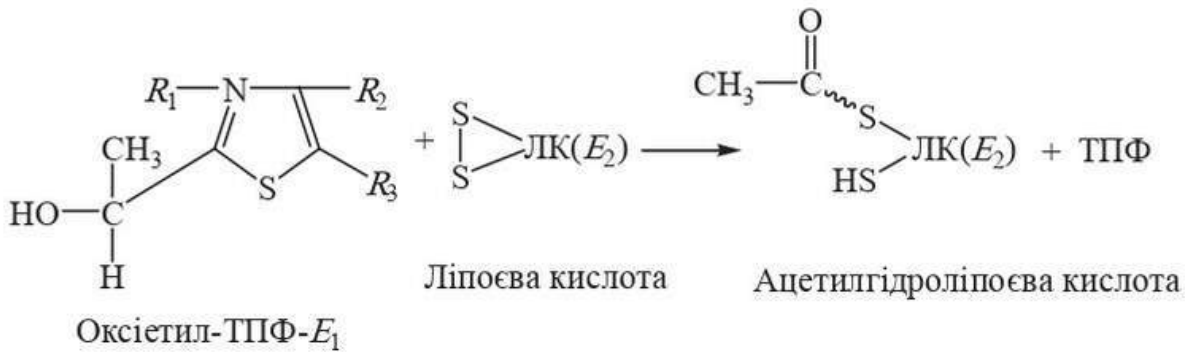 O
CH₃—C
R₁—N R₂
S
CH₃
+ S
S
ЛК(E₂)
ЛК(E₂) + ТПФ
HS
S R₃
HO—C
H
Ліпоєва кислота
Ацетилгідроліпоєва кислота
Оксіетил-ТПФ-E₁